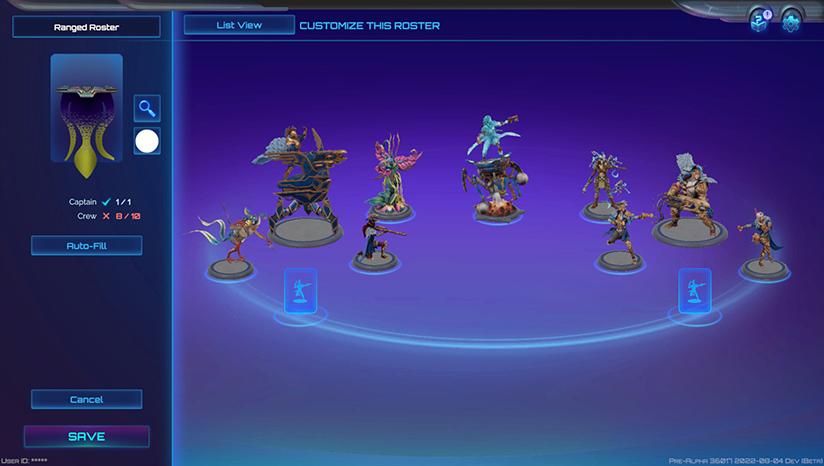 Ranged Roster
List View
CUSTOMIZE THIS ROSTER
Captain 1/1
Crew 8/10
Auto-Fill
Cancel
SAVE
User ID: *****
Pre-Alpha 36017 2022-08-04 Dev (Beta)